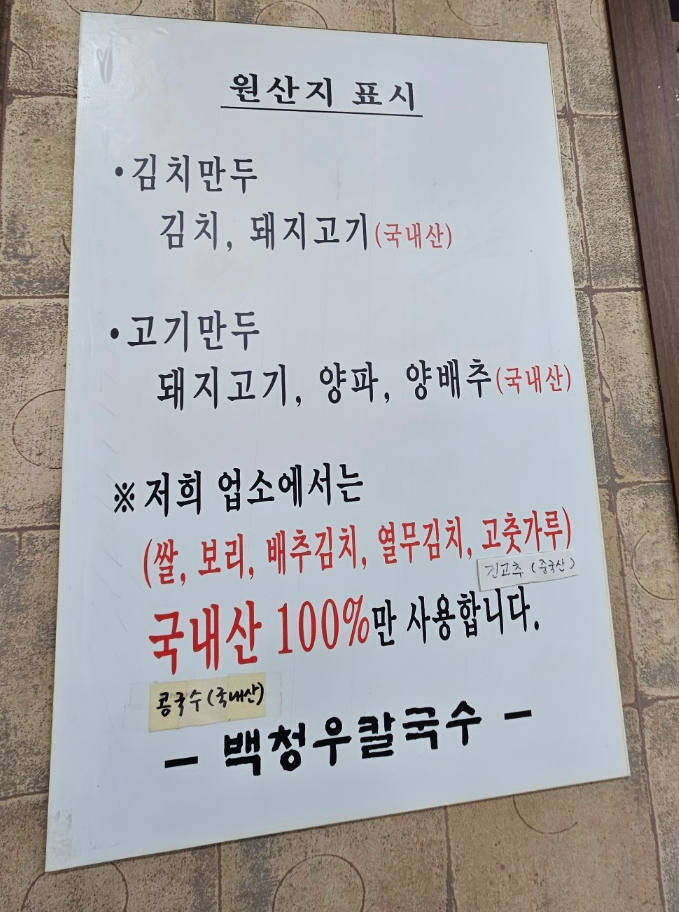 원산지 표시
•김치만두
김치, 돼지고기(국내산)
•고기만두
돼지고기, 양파, 양배추(국내산)
※저희 업소에서는
(쌀, 보리, 배추김치, 열무김치, 고춧가루)
건고추 (중국산)
국내산 100%만 사용합니다.
콩국수(국내산)
– 백청우칼국수 –